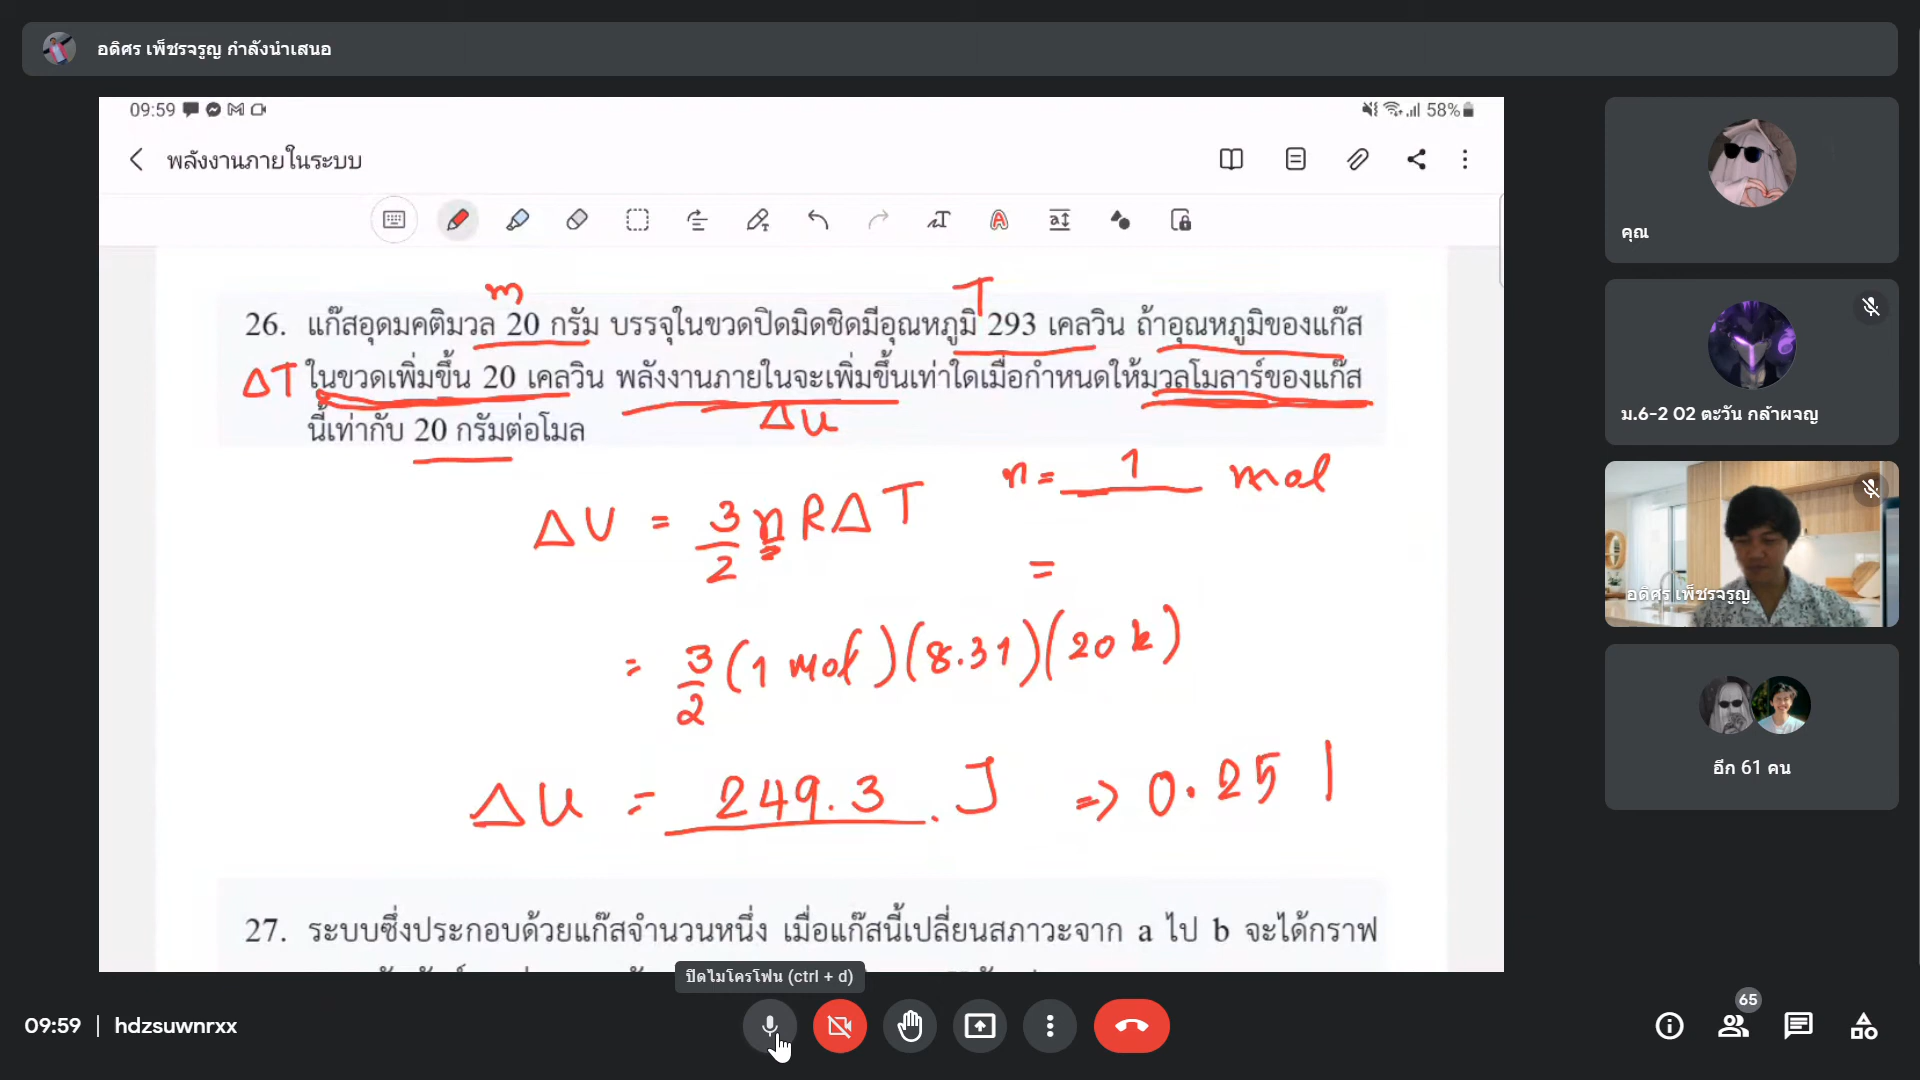 อดิศร เพ็ชรจรูญ กำลังนำเสนอ
09:59 58%
พลังงานภายในระบบ
m T
26. แก๊สอุดมคติมวล 20 กรัม บรรจุในขวดปิดมิดชิดมีอุณหภูมิ 293 เคลวิน ถ้าอุณหภูมิของแก๊ส
ΔT ในขวดเพิ่มขึ้น 20 เคลวิน พลังงานภายในจะเพิ่มขึ้นเท่าใดเมื่อกำหนดให้มวลโมลาร์ของแก๊ส
ΔU
นี้เท่ากับ 20 กรัมต่อโมล
n = 1 mol
ΔU = 3/2 n R Δ T
=
= 3/2 (1 mol) (8.31) (20 k)
ΔU = 249.3 . J => 0.25 |
27. ระบบซึ่งประกอบด้วยแก๊สจำนวนหนึ่ง เมื่อแก๊สนี้เปลี่ยนสภาวะจาก a ไป b จะได้กราฟ
คุณ
ม.6-2 02 ตะวัน กล้าผจญ
อดิศร เพ็ชรจรูญ
อีก 61 คน
ปิดไมโครโฟน (ctrl + d)
09:59 | hdzsuwnrxx
65